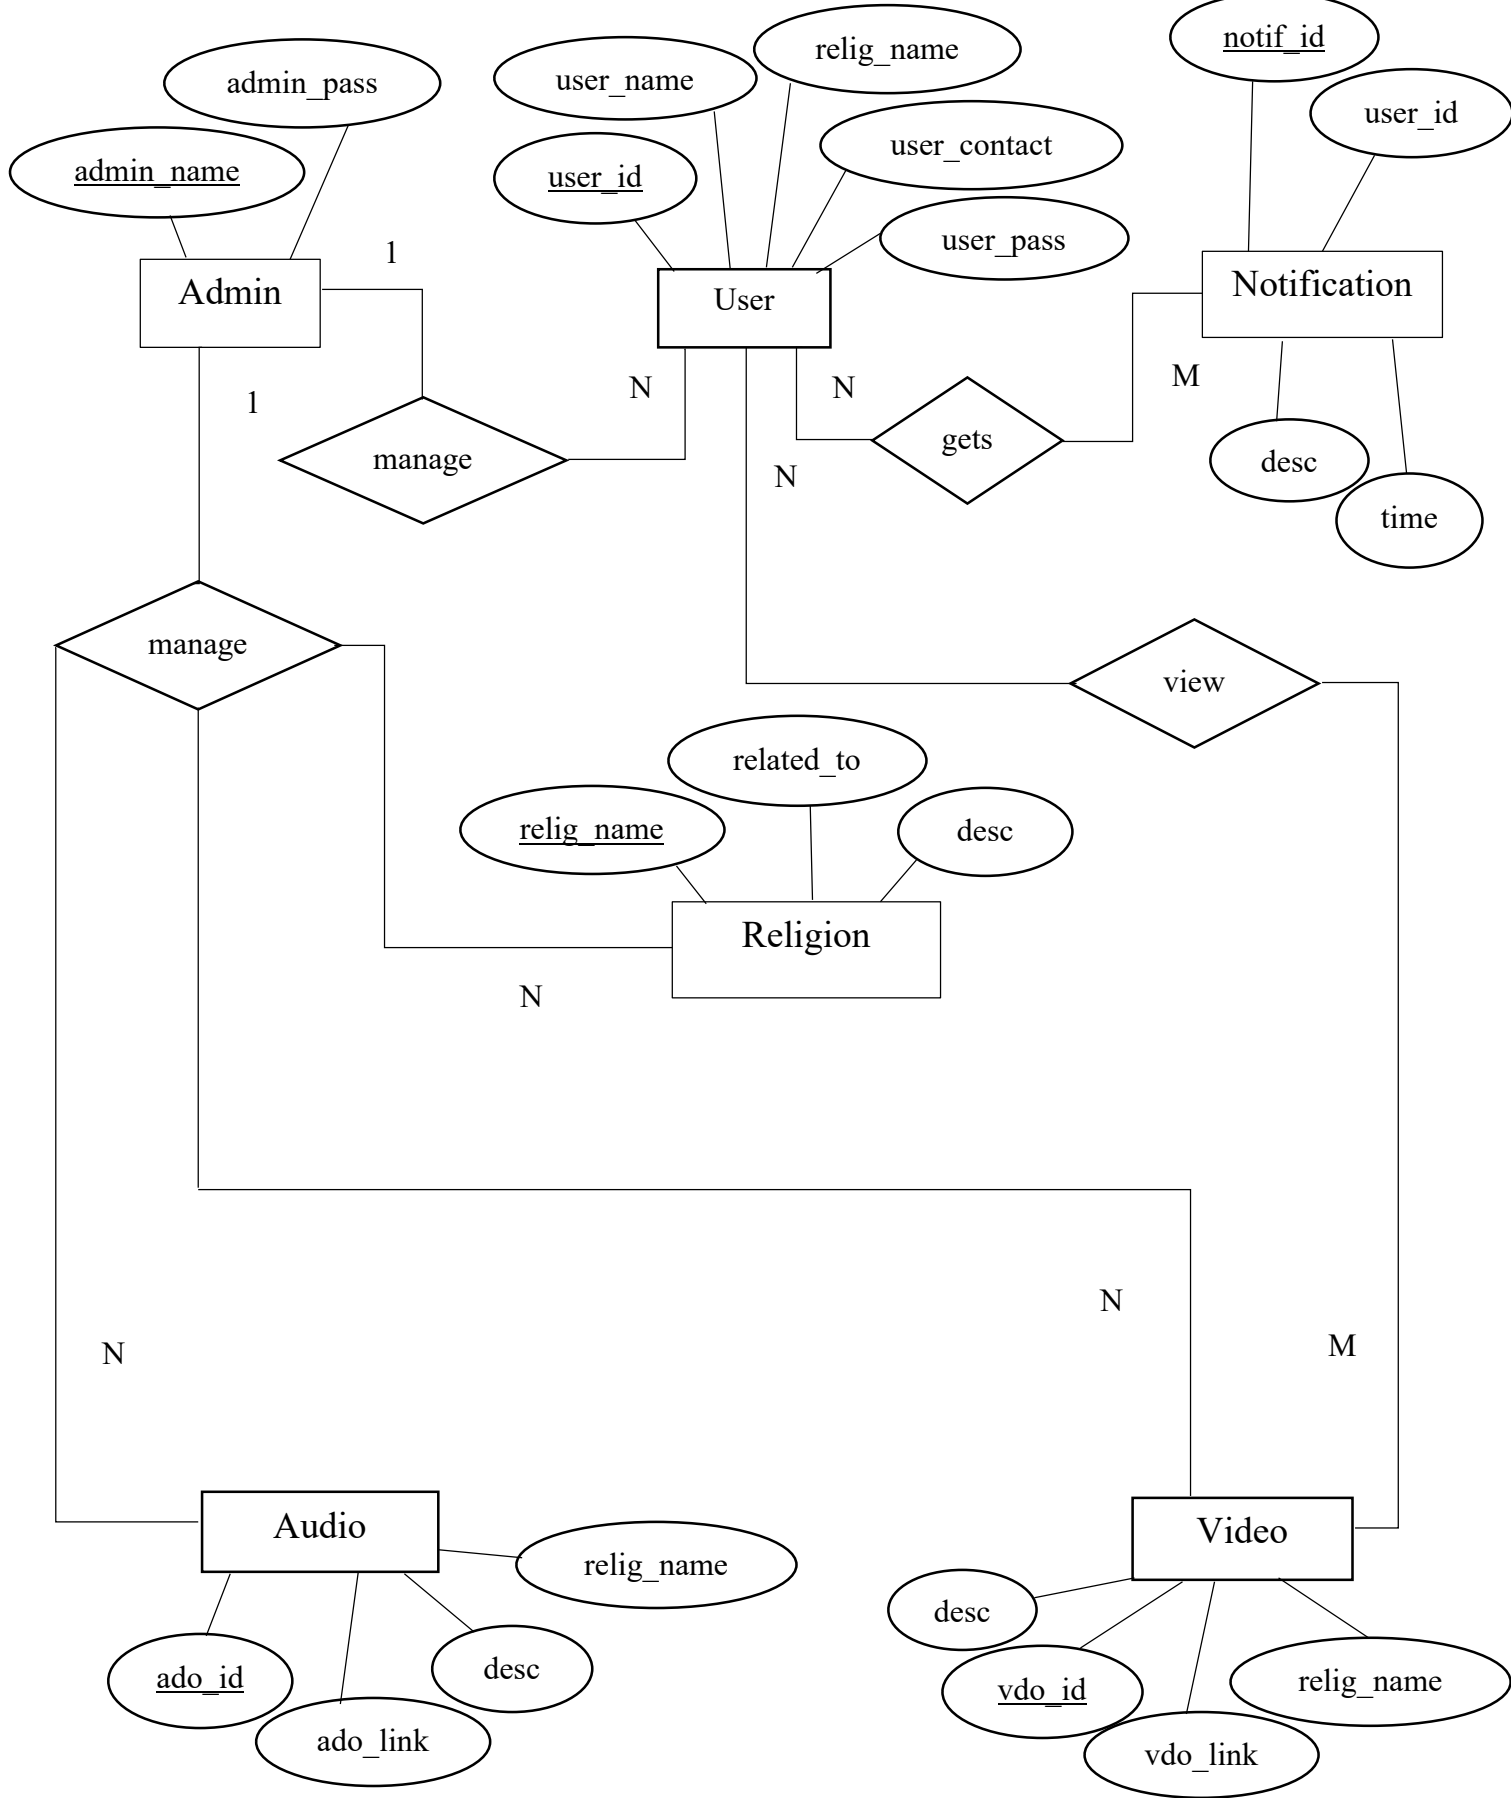 notif_id
relig_name
user_name
admin_pass
user_id
user_contact
admin_name
user_id
user_pass
1
Admin
User
Notification
N
N
M
1
manage
gets
desc
N
time
manage
view
related_to
relig_name
desc
Religion
N
N
N
M
Audio
Video
relig_name
desc
ado_id
desc
vdo_id
relig_name
ado_link
vdo_link